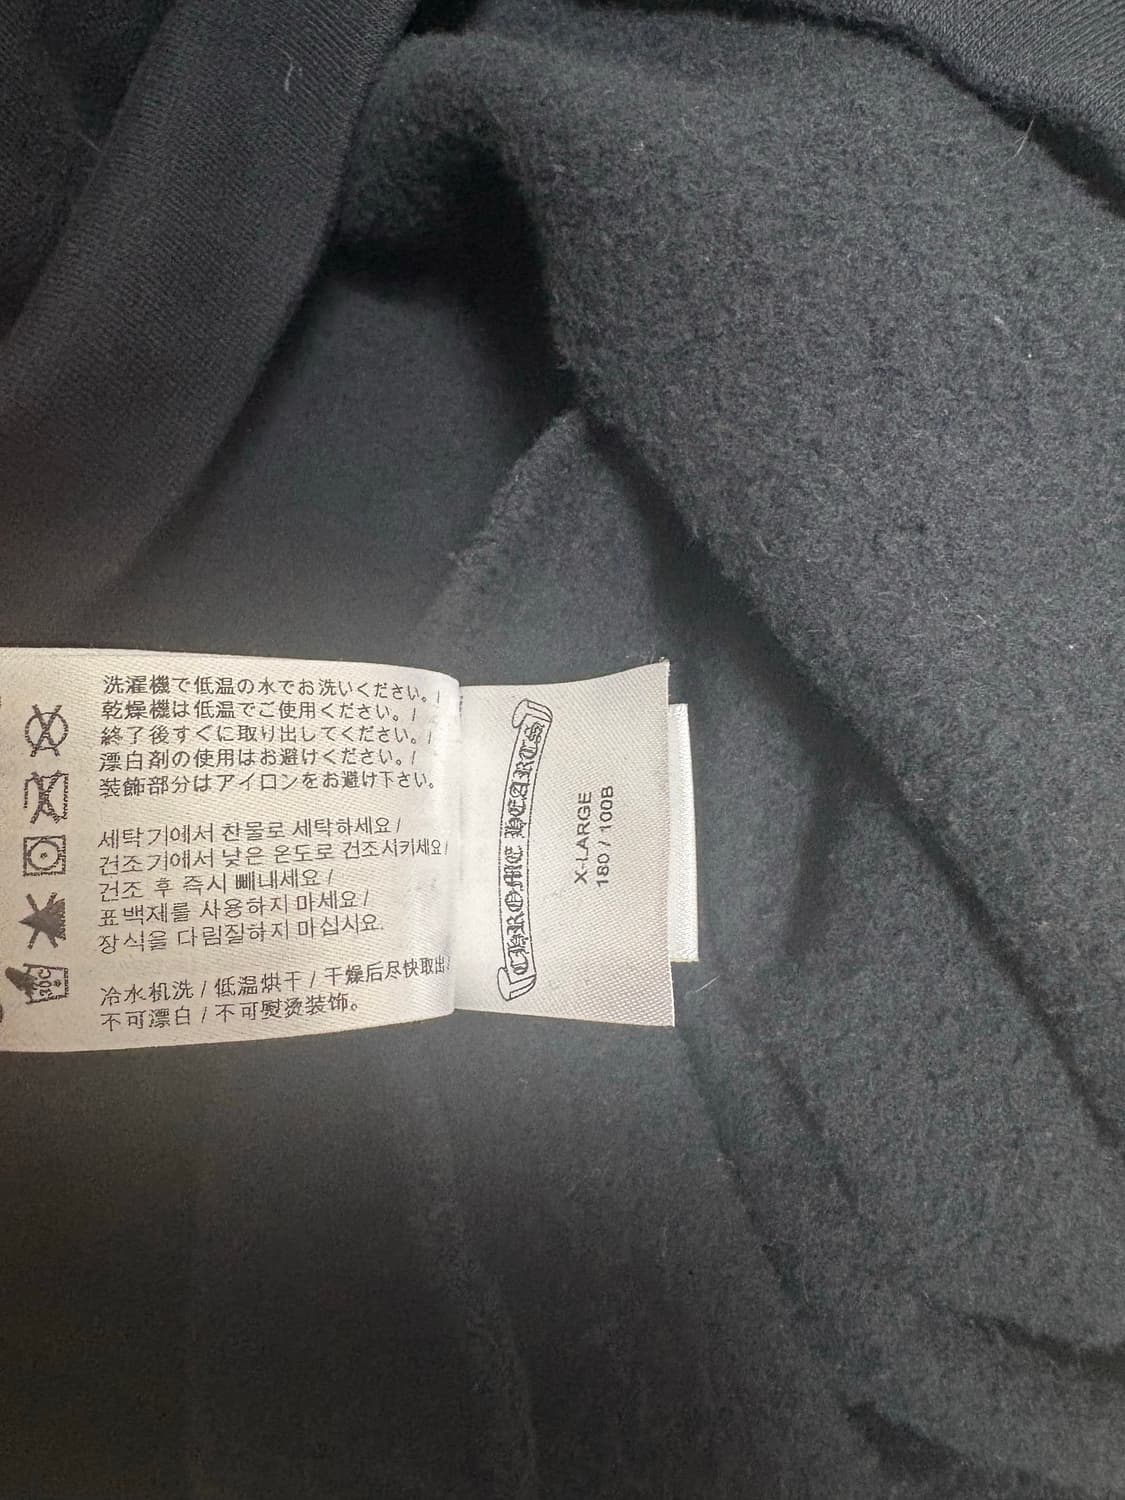 洗濯機で低温の水でお洗いください。/
乾燥機は低温でご使用ください。/
終了後すぐに取り出してください。/
漂白剤の使用はお避けください。/
装飾部分はアイロンをお避け下さい。
세탁기에서 찬물로 세탁하세요/
건조기에서 낮은 온도로 건조시키세요/
건조 후 즉시 빼내세요/
표백제를 사용하지 마세요/
장식을 다림질하지 마십시요.
冷水机洗 / 低温烘干 / 干燥后尽快取出/
不可漂白 / 不可熨烫装饰。
30C
CHROME HEARTS
X-LARGE
180 / 100B